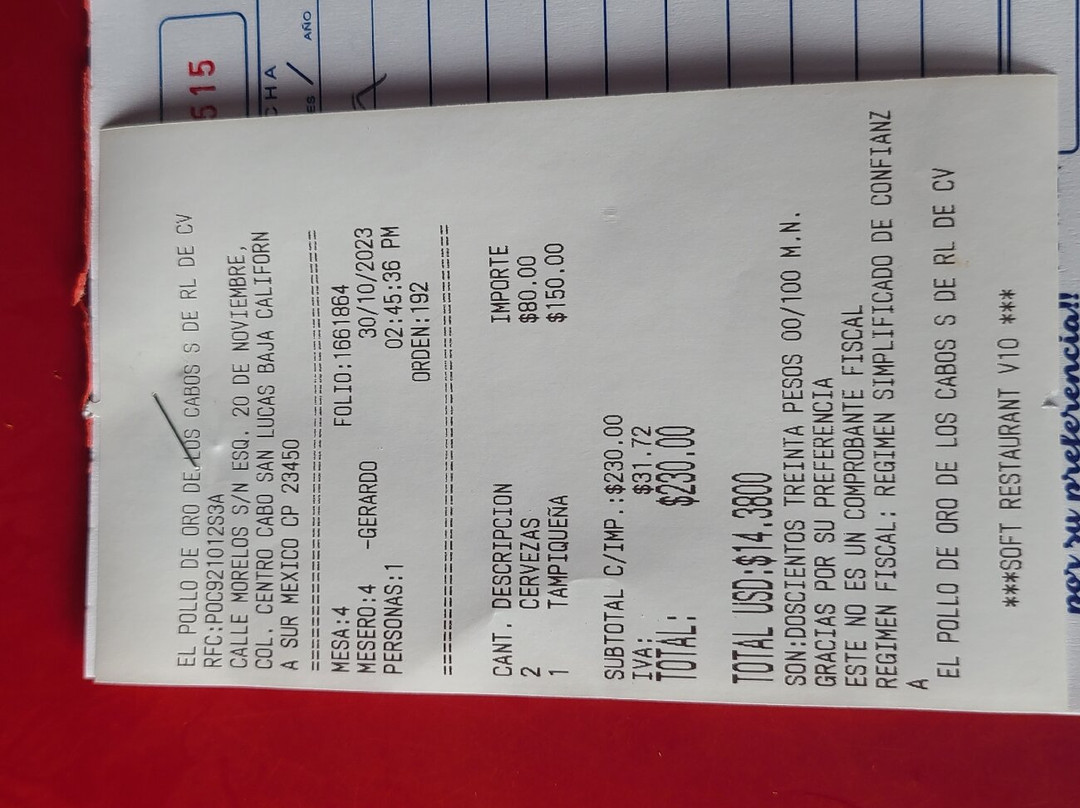 515
AÑO
EL POLLO DE ORO DE LOS CABOS S DE RL DE CV
RFC:POC921012S3A
CALLE MORELOS S/N ESQ. 20 DE NOVIEMBRE,
COL. CENTRO CABO SAN LUCAS BAJA CALIFORN
A SUR MEXICO CP 23450
========================================
MESA:4 FOLIO:1661864
MESERO:4 -GERARDO 30/10/2023
PERSONAS:1 02:45:36 PM
ORDEN:192
========================================
CANT. DESCRIPCION IMPORTE
2 CERVEZAS $80.00
1 TAMPIQUEÑA $150.00
SUBTOTAL C/IMP.:$230.00
IVA: $31.72
TOTAL: $230.00
TOTAL USD:$14.3800
SON:DOSCIENTOS TREINTA PESOS 00/100 M.N.
GRACIAS POR SU PREFERENCIA
ESTE NO ES UN COMPROBANTE FISCAL
REGIMEN FISCAL: REGIMEN SIMPLIFICADO DE CONFIANZ
A
EL POLLO DE ORO DE LOS CABOS S DE RL DE CV
***SOFT RESTAURANT V10 ***
por su preferencia!!